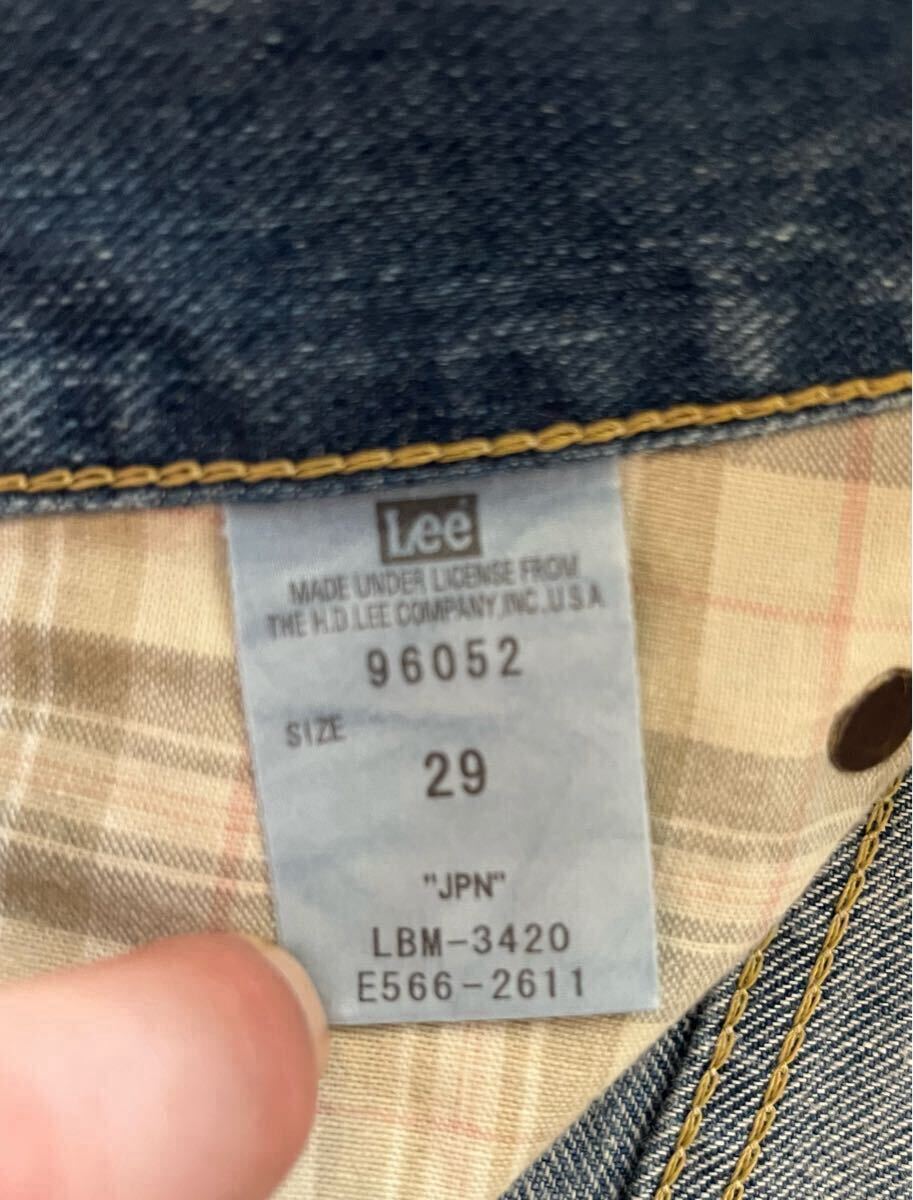 Lee
MADE UNDER LICENSE FROM
THE H.D.LEE COMPANY,INC.,U.S.A
96052
SIZE
29
"JPN"
LBM-3420
E566-2611